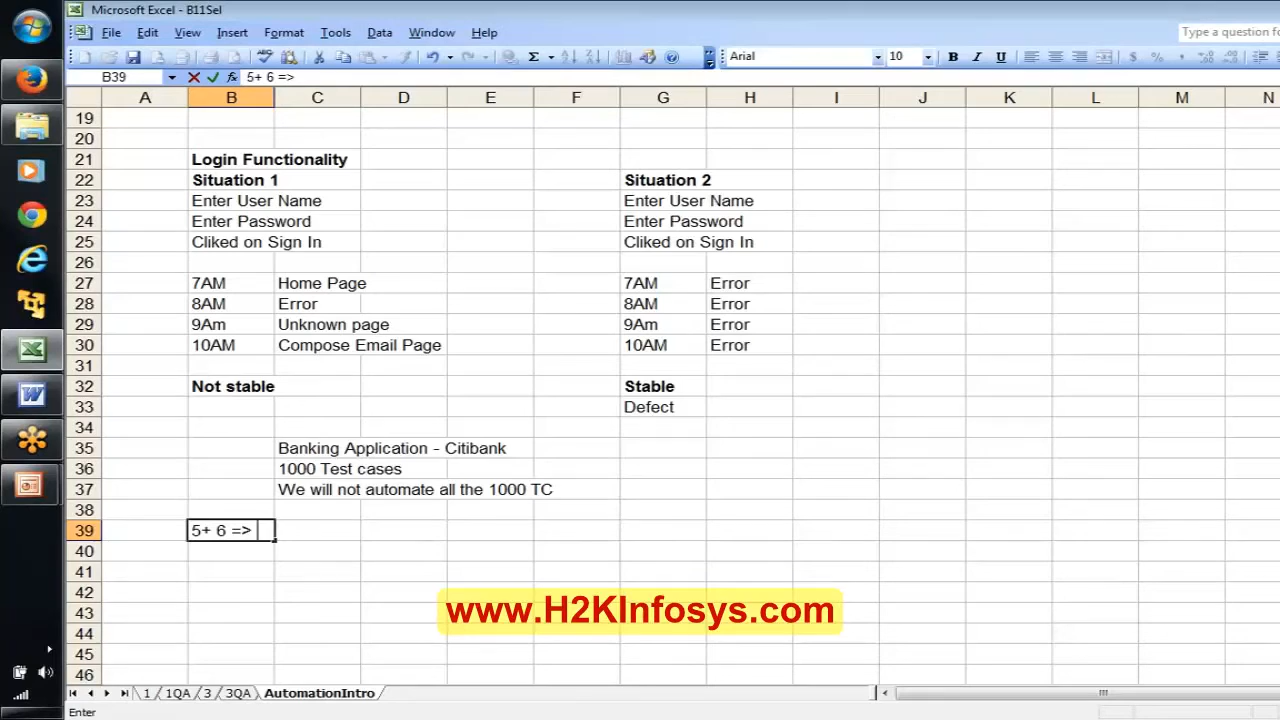 Microsoft Excel - B11Sel
File Edit View Insert Format Tools Data Window Help Type a question fo
Arial 10 B I U $ % ,
B39 fx 5+ 6 =>
A B C D E F G H I J K L M N
19
20
21 Login Functionality
22 Situation 1 Situation 2
23 Enter User Name Enter User Name
24 Enter Password Enter Password
25 Cliked on Sign In Cliked on Sign In
26
27 7AM Home Page 7AM Error
28 8AM Error 8AM Error
29 9Am Unknown page 9Am Error
30 10AM Compose Email Page 10AM Error
31
32 Not stable Stable
33 Defect
34
35 Banking Application - Citibank
36 1000 Test cases
37 We will not automate all the 1000 TC
38
39 5+ 6 =>
40
41
42
www.H2KInfosys.com
43
44
45
46
1 1QA 3 3QA AutomationIntro
Enter